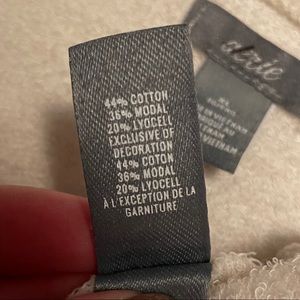 44% COTTON
36% MODAL
20% LYOCELL
EXCLUSIVE OF
DECORATION
44% COTON
36% MODAL
20% LYOCELL
À L'EXCEPTION DE LA
GARNITURE
aerie
XL